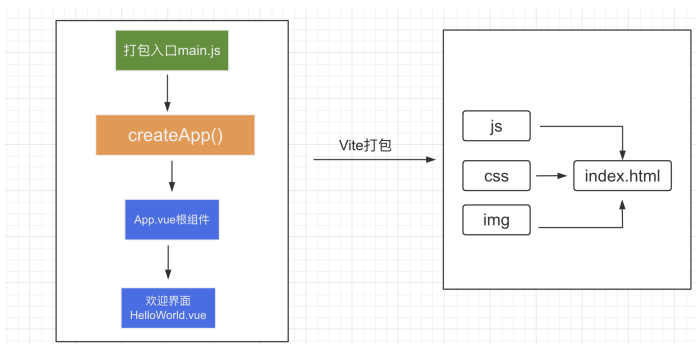 打包入口main.js
createApp()
App.vue根组件
欢迎界面
HelloWorld.vue
Vite打包
js
css
img
index.html